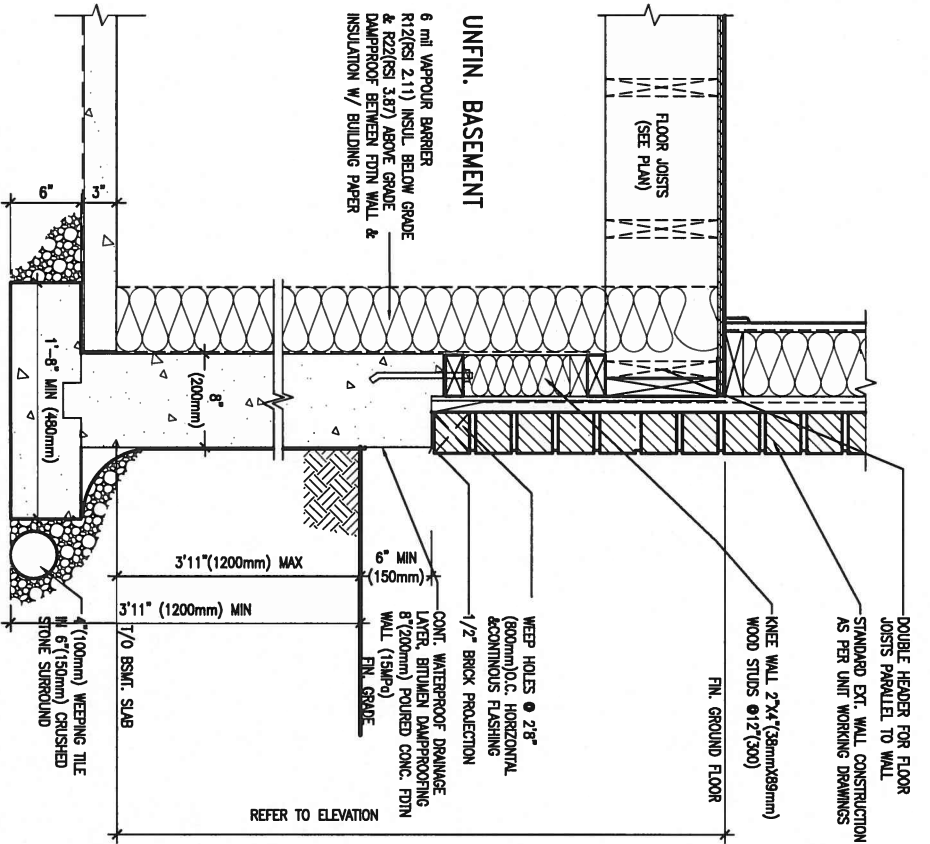 UNFIN. BASEMENT
6 mil VAPPOUR BARRIER
R12(RSI 2.11) INSUL BELOW GRADE
& R22(RSI 3.87) ABOVE GRADE
DAMPPROOF BETWEEN FDTN WALL &
INSULATION W/ BUILDING PAPER
FLOOR JOISTS
(SEE PLAN)
6"
3"
1'-8" MIN (480mm)
8"
(200mm)
DOUBLE HEADER FOR FLOOR
JOISTS PARALLEL TO WALL
STANDARD EXT. WALL CONSTRUCTION
AS PER UNIT WORKING DRAWINGS
KNEE WALL 2"X4"(38mmX89mm)
WOOD STUDS @12"(300)
FIN. GROUND FLOOR
WEEP HOLES @ 2'8"
(800mm)O.C. HORIZONTAL
&CONTINOUS FLASHING
1/2" BRICK PROJECTION
CONT. WATERPROOF DRAINAGE
LAYER, BITUMEN DAMPPROOFING
8"(200mm) POURED CONC. FDTN
WALL (15MPa)
6" MIN
(150mm)
FIN. GRADE
3'11"(1200mm) MAX
3'11" (1200mm) MIN
T/O BSMT. SLAB
4"(100mm) WEEPING TILE
IN 6"(150mm) CRUSHED
STONE SURROUND
REFER TO ELEVATION